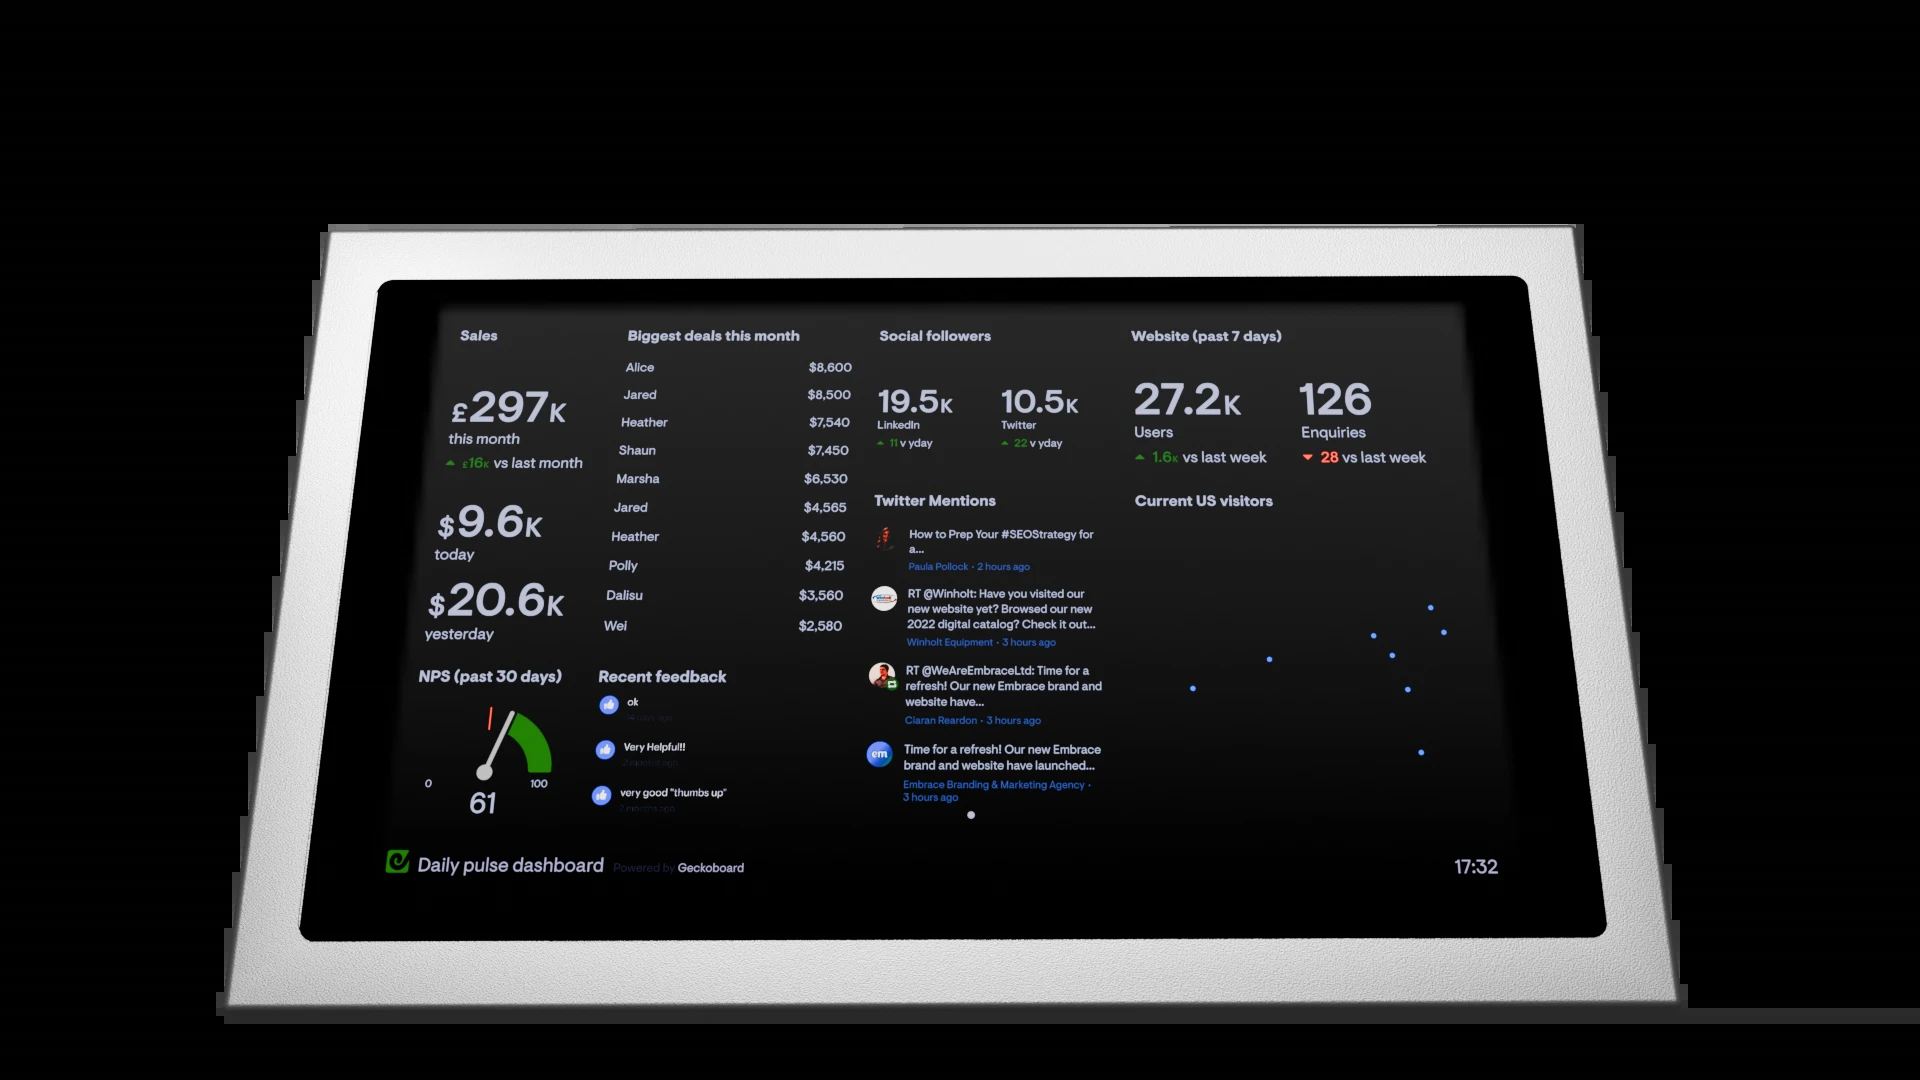 Sales
£297K
this month
£16K vs last month
$9.6K
today
$20.6K
yesterday
Biggest deals this month
Alice $8,600
Jared $8,500
Heather $7,540
Shaun $7,450
Marsha $6,530
Jared $4,565
Heather $4,560
Polly $4,215
Dalisu $3,560
Wei $2,580
NPS (past 30 days)
0
100
61
Recent feedback
ok
Very Helpful!!
2 months ago
very good "thumbs up"
2 months ago
Social followers
19.5K
LinkedIn
11 v yday
10.5K
Twitter
22 v yday
Twitter Mentions
How to Prep Your #SEOStrategy for
a...
Paula Pollock • 2 hours ago
RT @Winholt: Have you visited our
new website yet? Browsed our new
2022 digital catalog? Check it out...
Winholt Equipment • 3 hours ago
RT @WeAreEmbraceLtd: Time for a
refresh! Our new Embrace brand and
website have...
Ciaran Reardon • 3 hours ago
em
Time for a refresh! Our new Embrace
brand and website have launched...
Embrace Branding & Marketing Agency •
3 hours ago
Website (past 7 days)
27.2K
Users
1.6K vs last week
126
Enquiries
28 vs last week
Current US visitors
Daily pulse dashboard Powered by Geckoboard
17:32